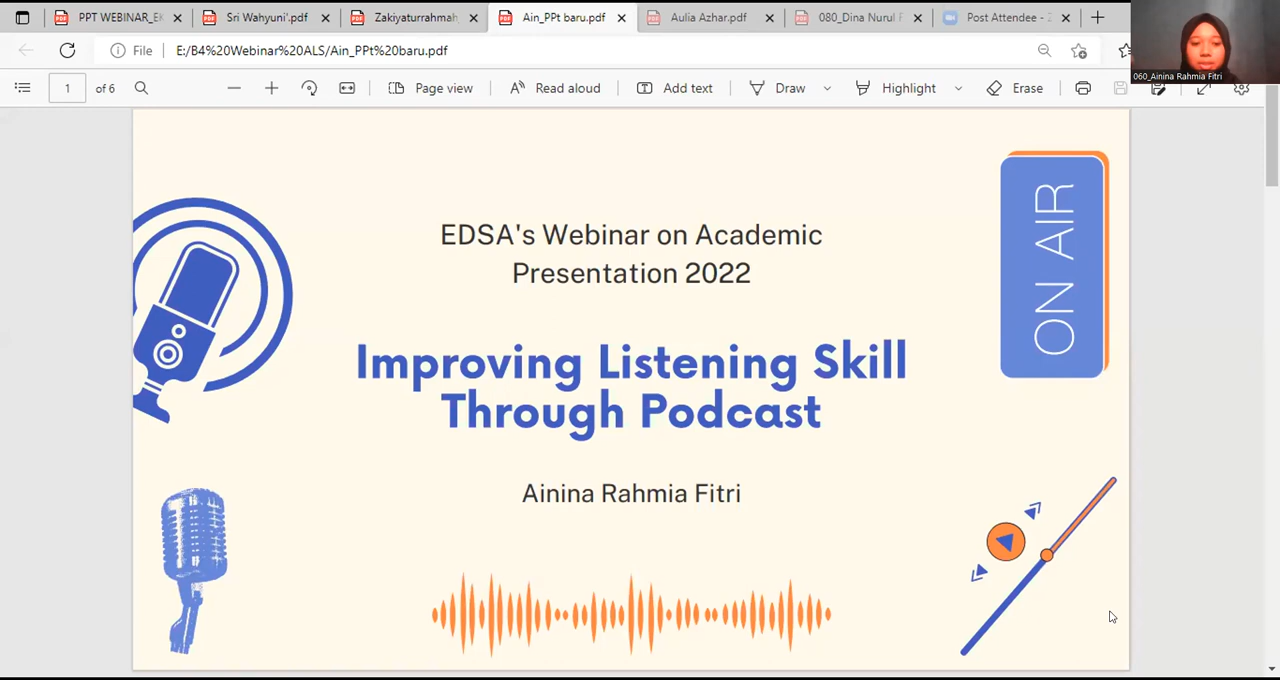 PPT WEBINAR_EK
Sri Wahyuni'.pdf
Zakiyaturrahmah
Ain_PPt baru.pdf
Aulia Azhar.pdf
080_Dina Nurul F
Post Attendee -
File
E:/B4%20Webinar%20ALS/Ain_PPt%20baru.pdf
060_Ainina Rahmia Fitri
1
of 6
Page view
Read aloud
Add text
Draw
Highlight
Erase
EDSA's Webinar on Academic
Presentation 2022
ON AIR
Improving Listening Skill
Through Podcast
Ainina Rahmia Fitri